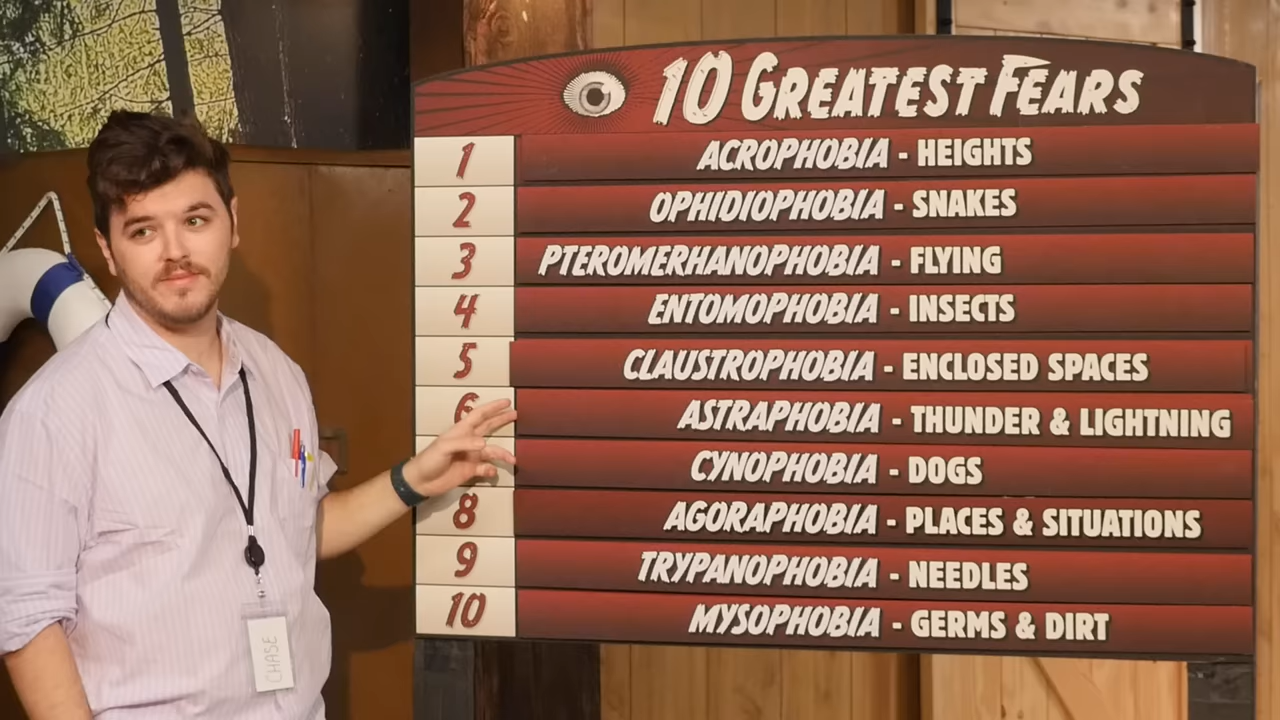 10 GREATEST FEARS
1 ACROPHOBIA - HEIGHTS
2 OPHIDIOPHOBIA - SNAKES
3 PTEROMERHANOPHOBIA - FLYING
4 ENTOMOPHOBIA - INSECTS
5 CLAUSTROPHOBIA - ENCLOSED SPACES
6 ASTRAPHOBIA - THUNDER & LIGHTNING
CYNOPHOBIA - DOGS
8 AGORAPHOBIA - PLACES & SITUATIONS
9 TRYPANOPHOBIA - NEEDLES
10 MYSOPHOBIA - GERMS & DIRT
CHASE